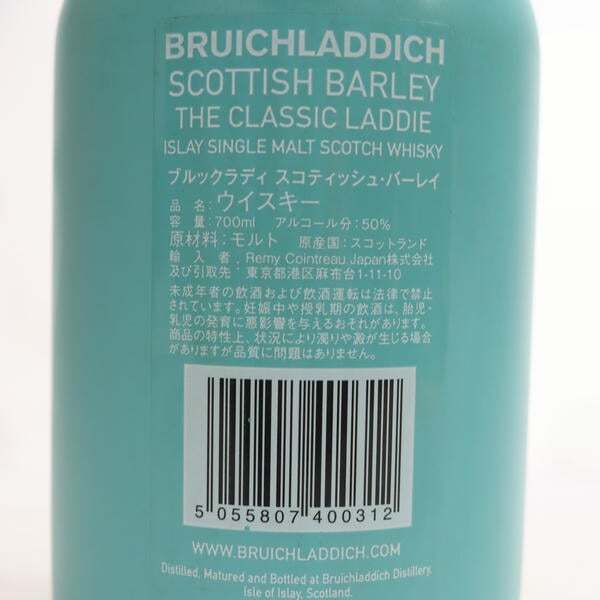 BRUICHLADDICH
SCOTTISH BARLEY
THE CLASSIC LADDIE
ISLAY SINGLE MALT SCOTCH WHISKY
ブルックラディ スコティッシュ・バーレイ
品 名：ウイスキー
容 量：700ml アルコール分：50%
原材料：モルト 原産国：スコットランド
輸 入 者：Remy Cointreau Japan株式会社
及び引取先：東京都港区麻布台1-11-10
未成年者の飲酒および飲酒運転は法律で禁止
されています。妊娠中や授乳期の飲酒は、胎児・
乳児の発育に悪影響を与えるおそれがあります。
商品の特性上、状況により濁りや澱が生じる場合
がありますが品質に問題はありません。
5 055807 400312
WWW.BRUICHLADDICH.COM
Distilled, Matured and Bottled at Bruichladdich Distillery,
Isle of Islay, Scotland.